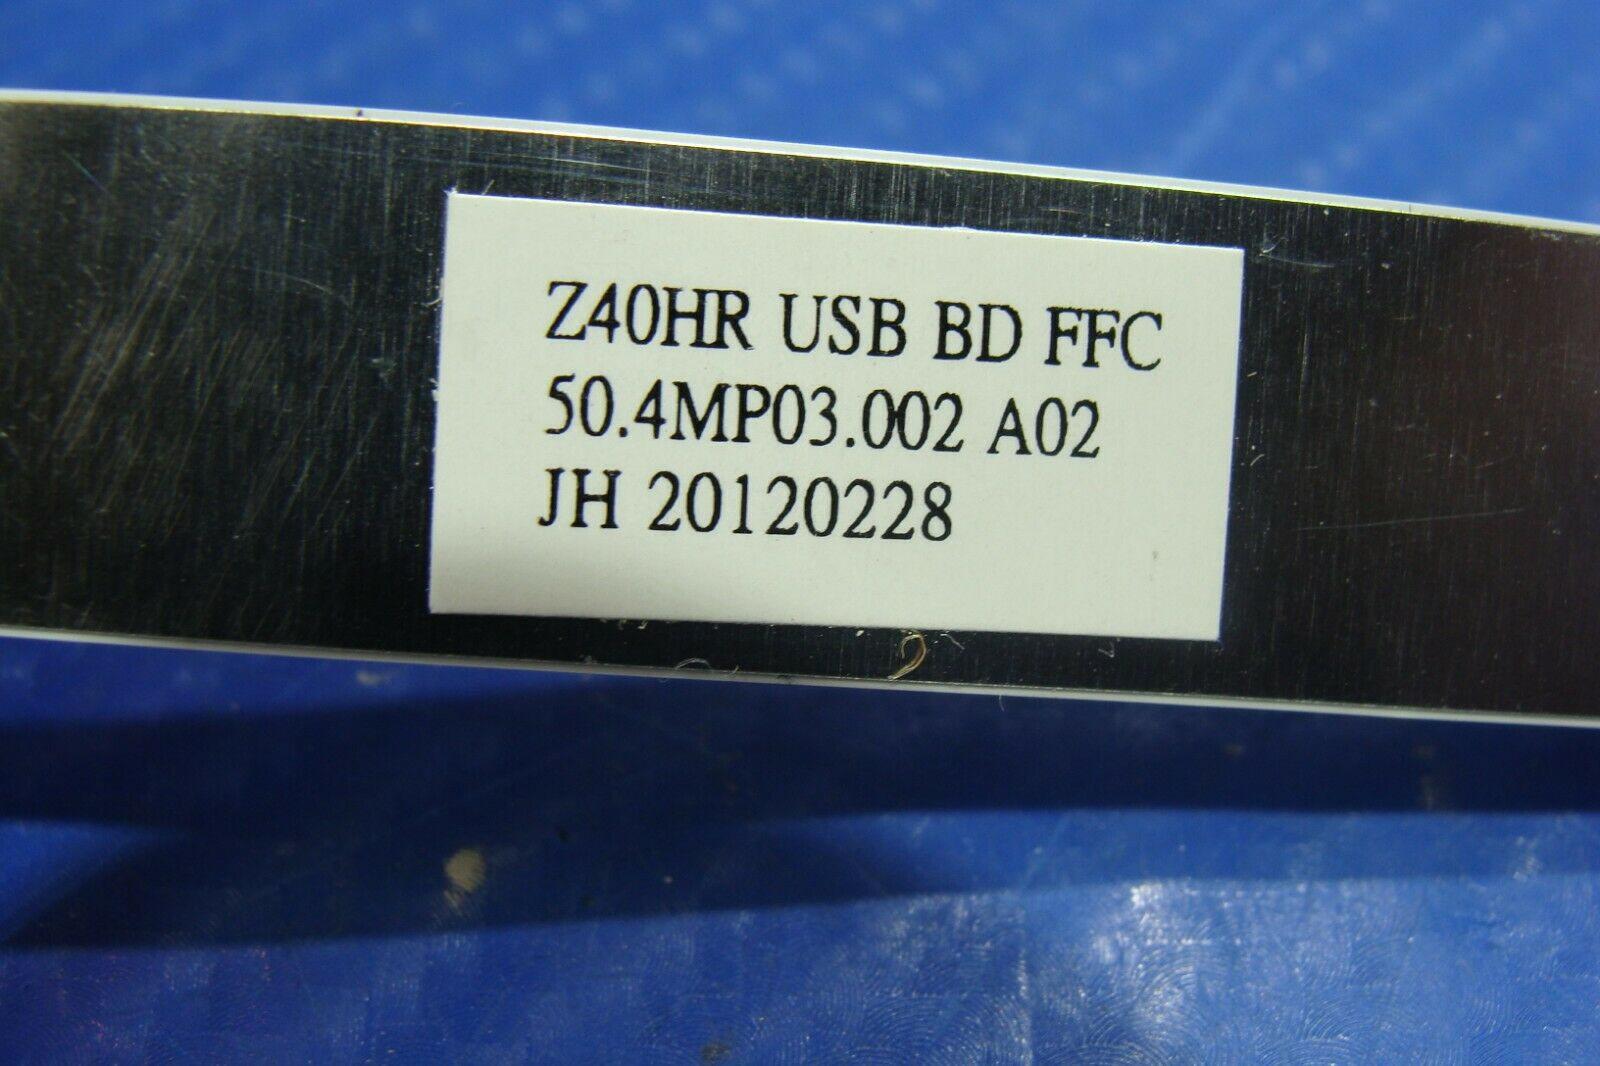 Z40HR USB BD FFC
50.4MP03.002 A02
JH 20120228